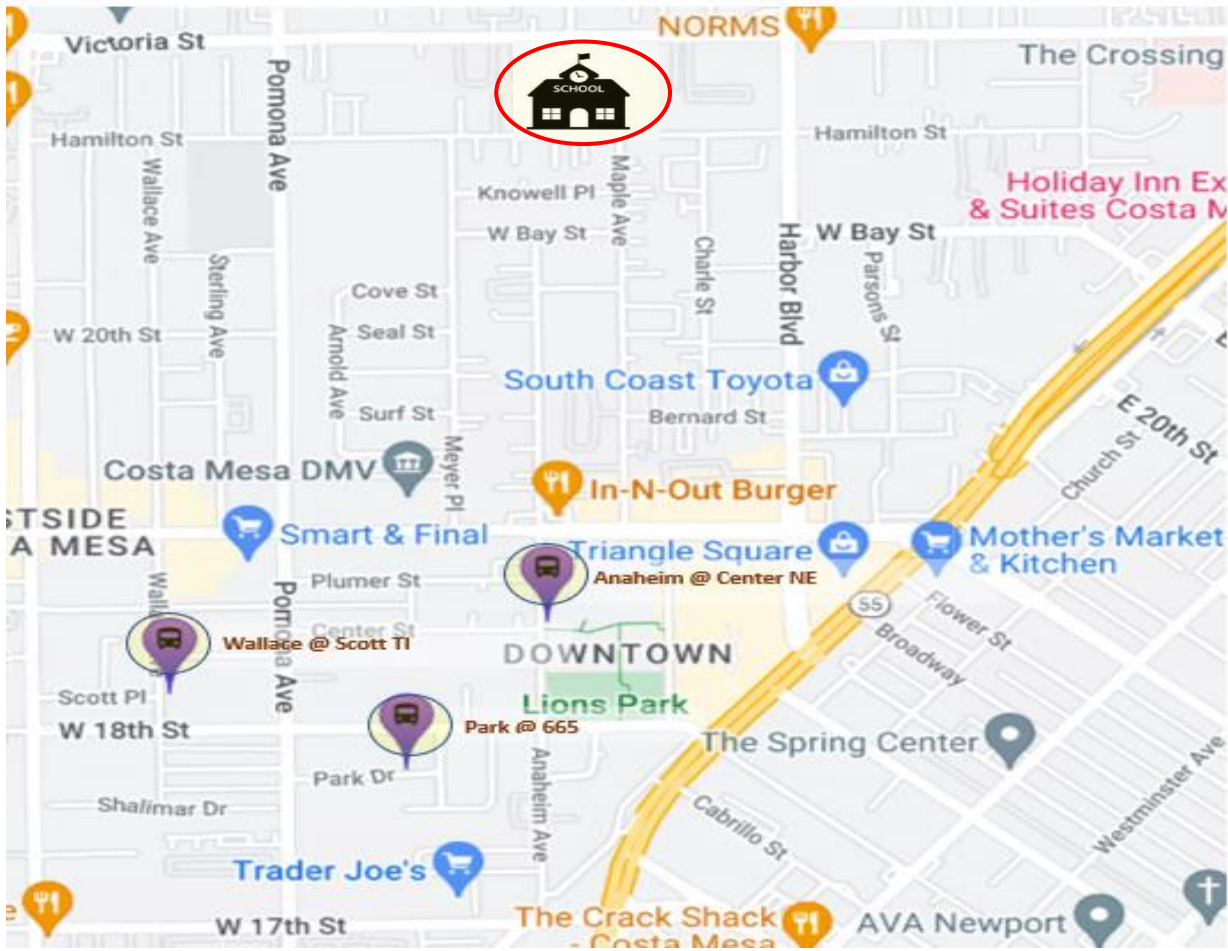 NORMS
Victoria St
The Crossing
SCHOOL
Pomona Ave
Hamilton St
Hamilton St
Wallace Ave
Maple Ave
Knowell Pl
Holiday Inn Ex
& Suites Costa M
W Bay St
Harbor Blvd
W Bay St
Charle St
Parsons St
Sterling Ave
Cove St
W 20th St
Seal St
Arnold Ave
South Coast Toyota
Surf St
Bernard St
E 20th St
Church St
Costa Mesa DMV
Meyer Pl
In-N-Out Burger
STSIDE
A MESA
Smart & Final
Triangle Square
Mother's Market
& Kitchen
Plumer St
Anaheim @ Center NE
Pomona Ave
55
Flower St
Center St
Broadway
Wallace @ Scott TI
DOWNTOWN
Scott Pl
Lions Park
W 18th St
Park @ 665
The Spring Center
Park Dr
Anaheim Ave
Westminster Ave
Shalimar Dr
Cabrillo St
Trader Joe's
W 17th St
The Crack Shack
- Costa Mesa
AVA Newport